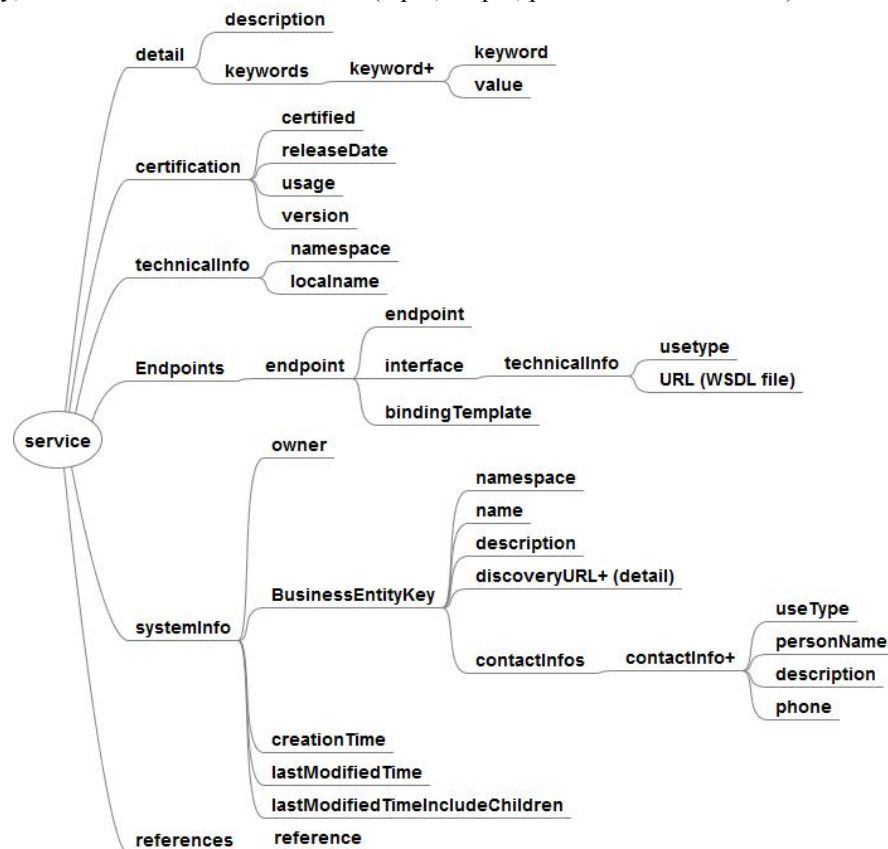 description
detail
keywords
keyword+
keyword
value
certified
releaseDate
certification
usage
version
namespace
technicalInfo
localname
endpoint
Endpoints
endpoint
interface
technicalInfo
usetype
URL (WSDL file)
bindingTemplate
service
owner
namespace
name
description
discoveryURL+ (detail)
BusinessEntityKey
systemInfo
contactInfos
contactInfo+
useType
personName
description
phone
creationTime
lastModifiedTime
lastModifiedTimeIncludeChildren
references
reference